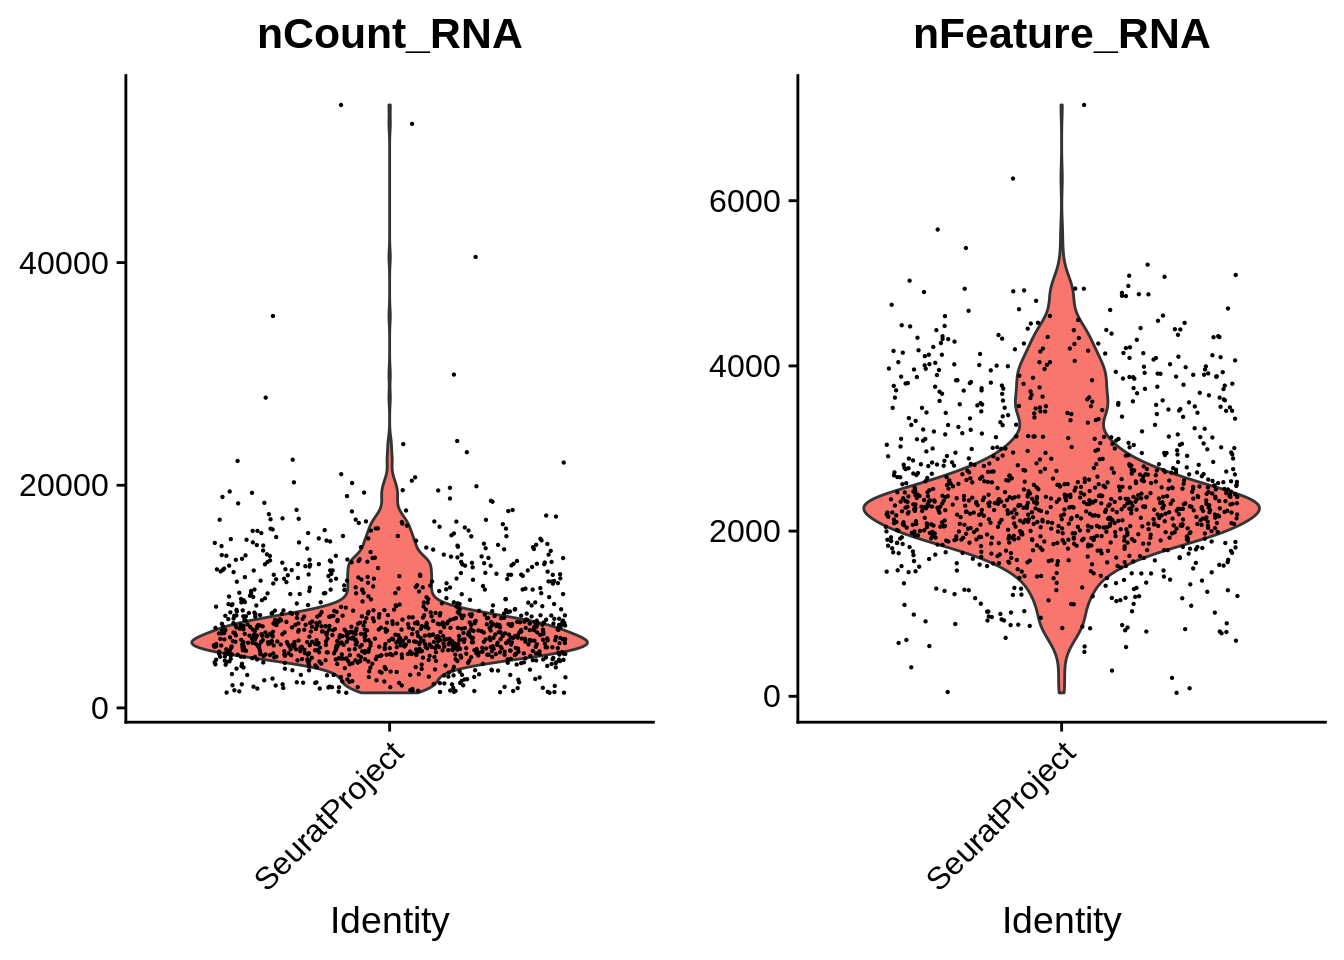 nCount_RNA
40000
20000
0
SeuratProject
Identity
nFeature_RNA
6000
4000
2000
0
SeuratProject
Identity